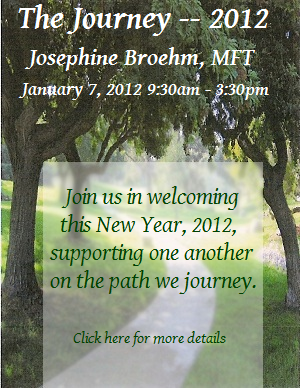 The Journey -- 2012
Josephine Broehm, MFT
January 7, 2012 9:30am - 3:30pm
Join us in welcoming
this New Year, 2012,
supporting one another
on the path we journey.
Click here for more details